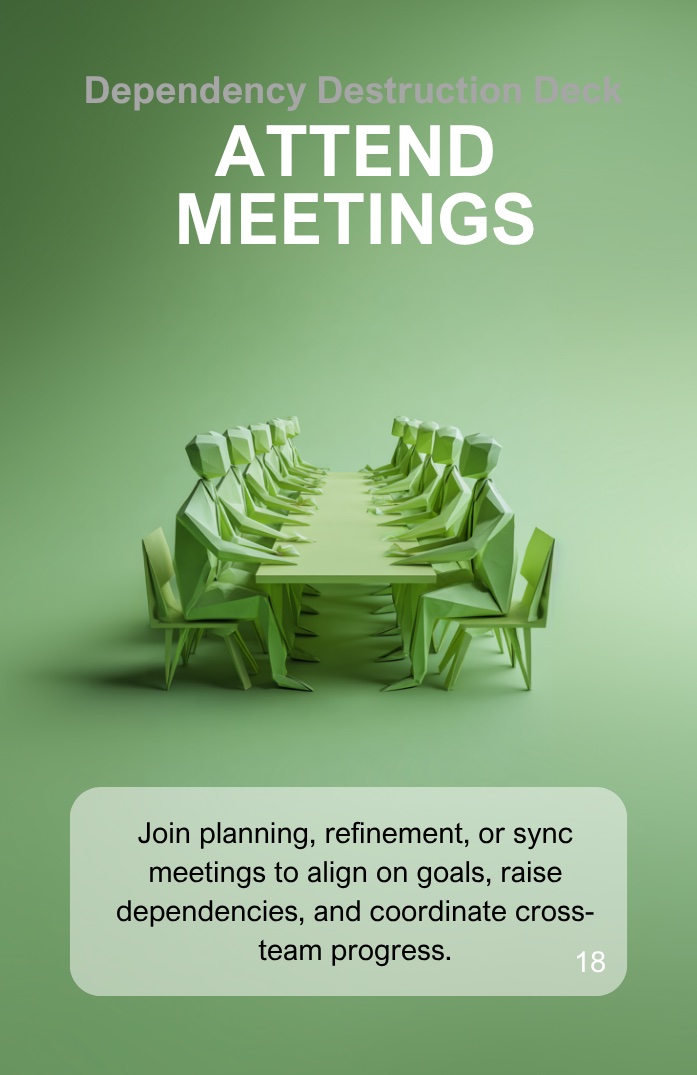 Dependency Destruction Deck
ATTEND
MEETINGS
Join planning, refinement, or sync
meetings to align on goals, raise
dependencies, and coordinate cross-
team progress.
18